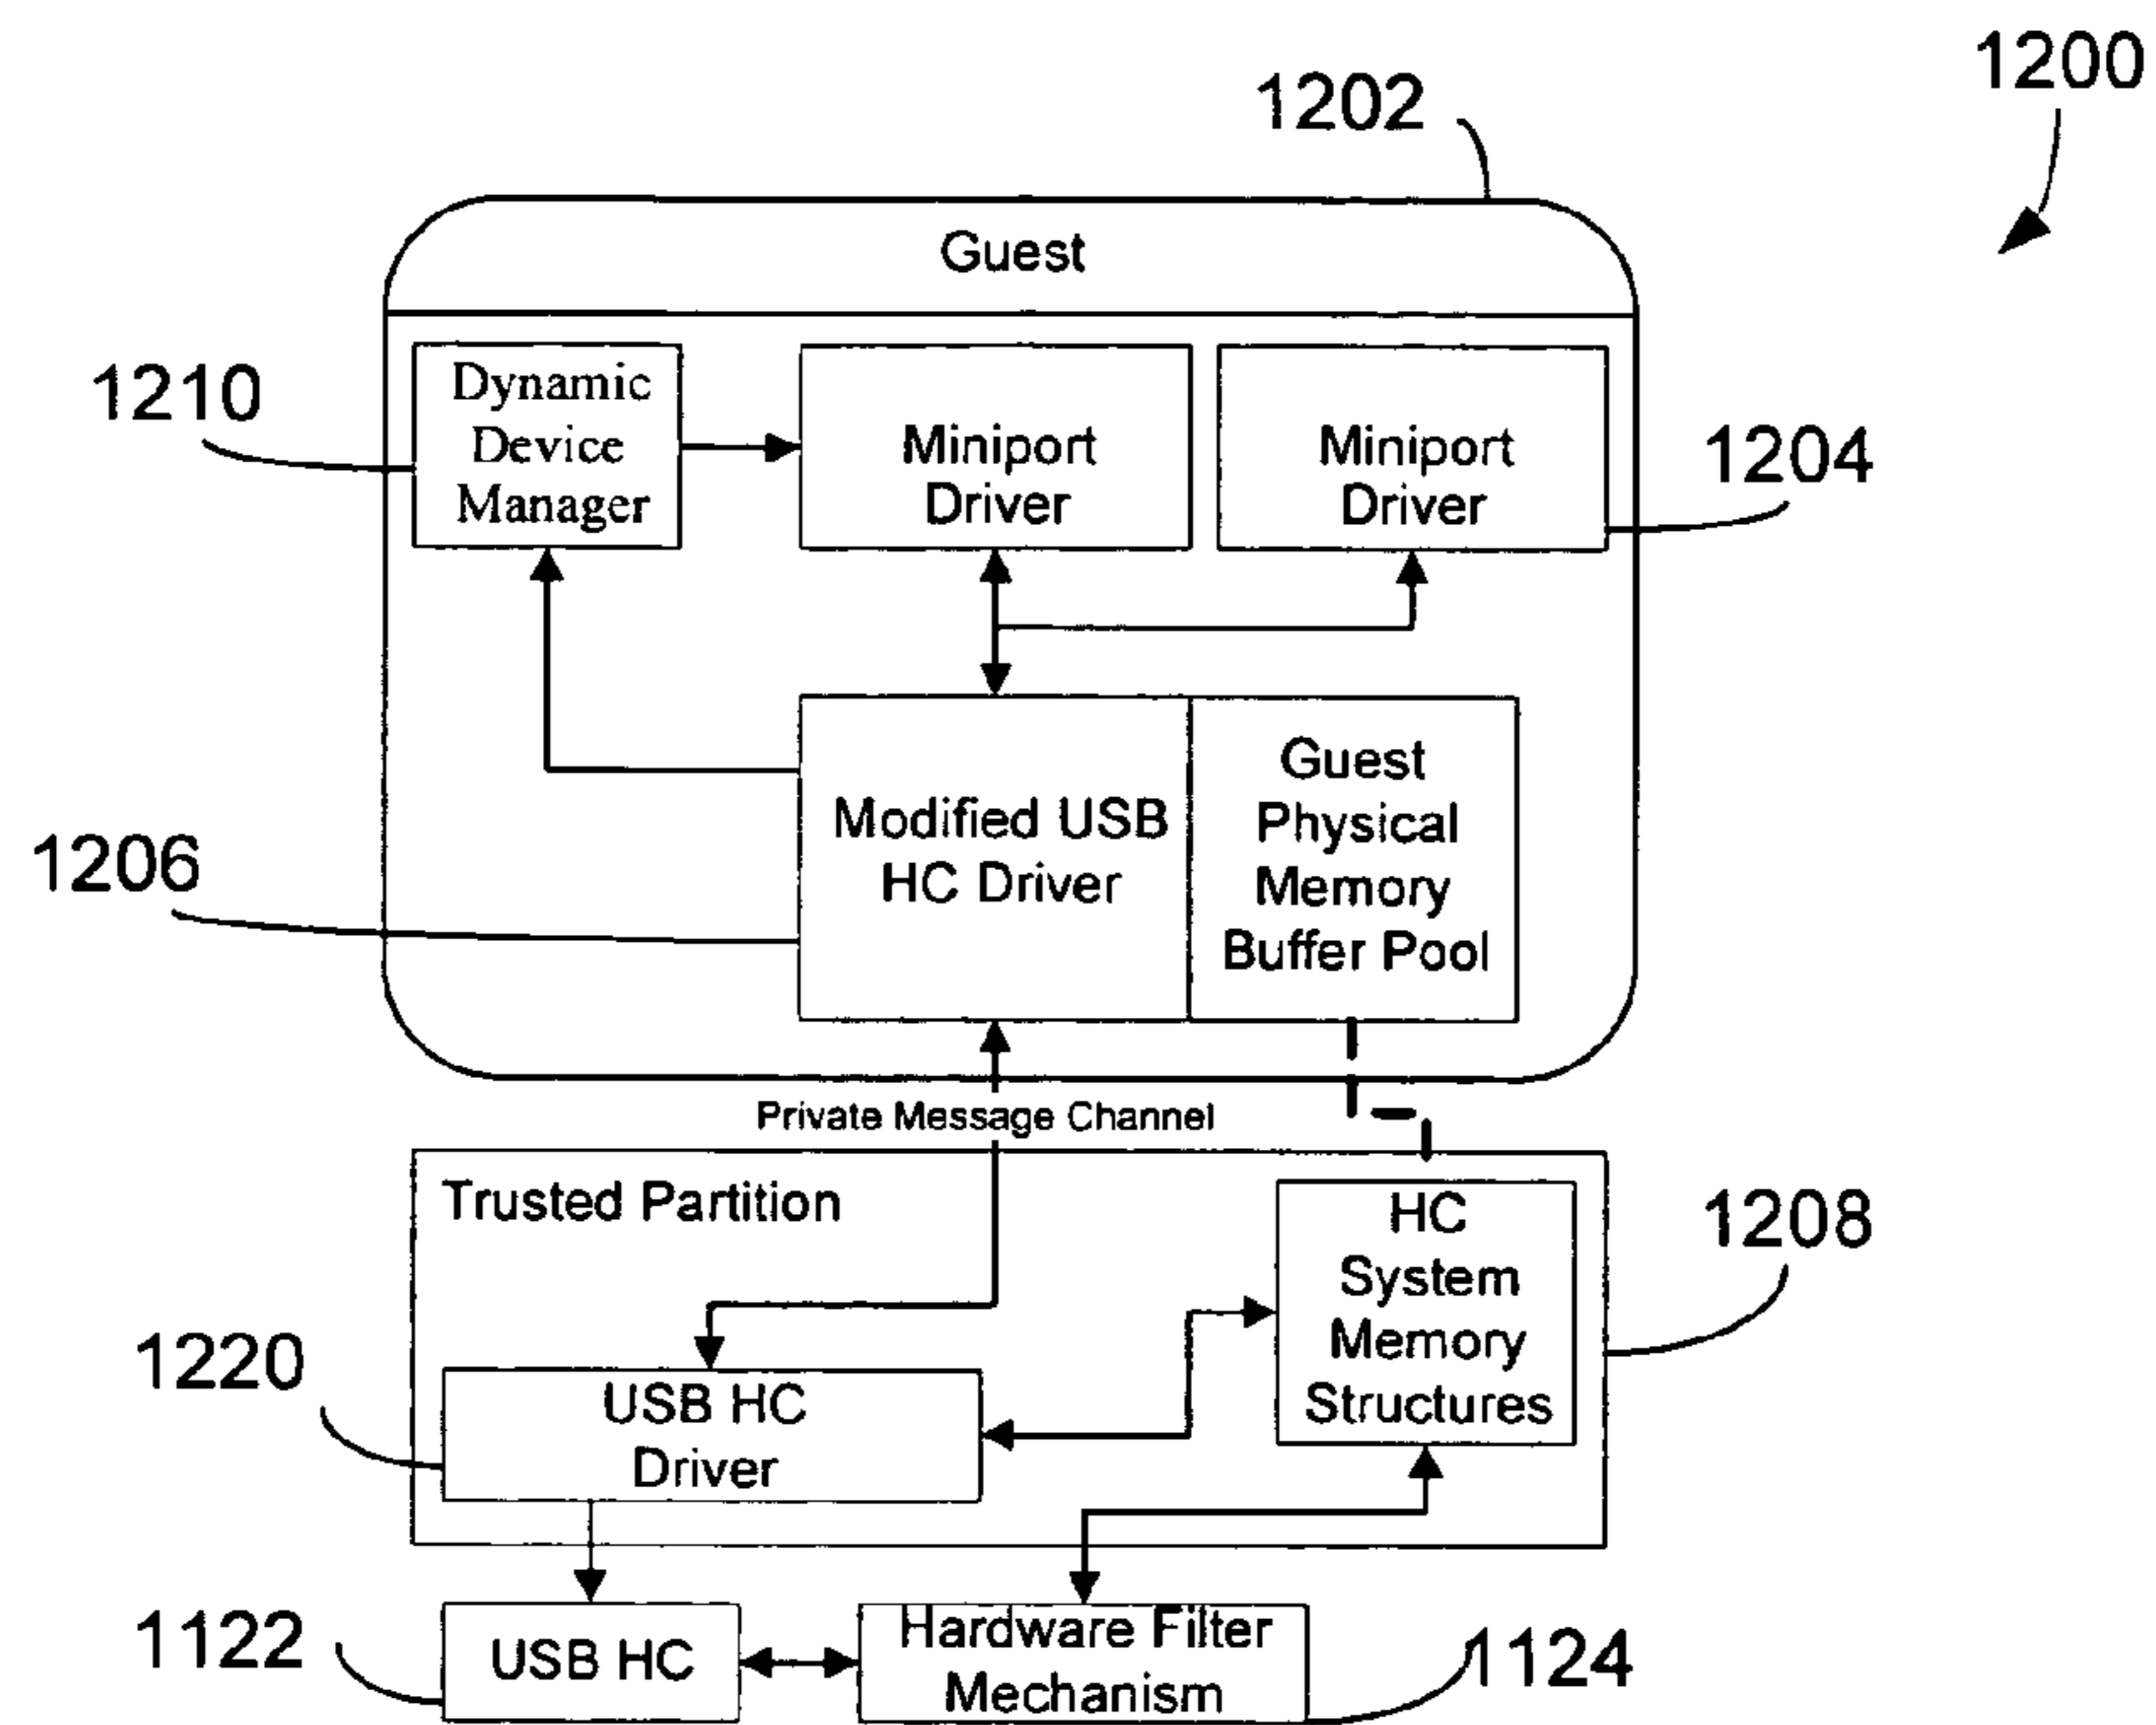 1200
1202
Guest
1210
Dynamic
Device
Manager
Miniport
Driver
Miniport
Driver
1204
1206
Modified USB
HC Driver
Guest
Physical
Memory
Buffer Pool
Private Message Channel
Trusted Partition
HC
System
Memory
Structures
1208
1220
USB HC
Driver
1122
USB HC
Hardware Filter
Mechanism
1124